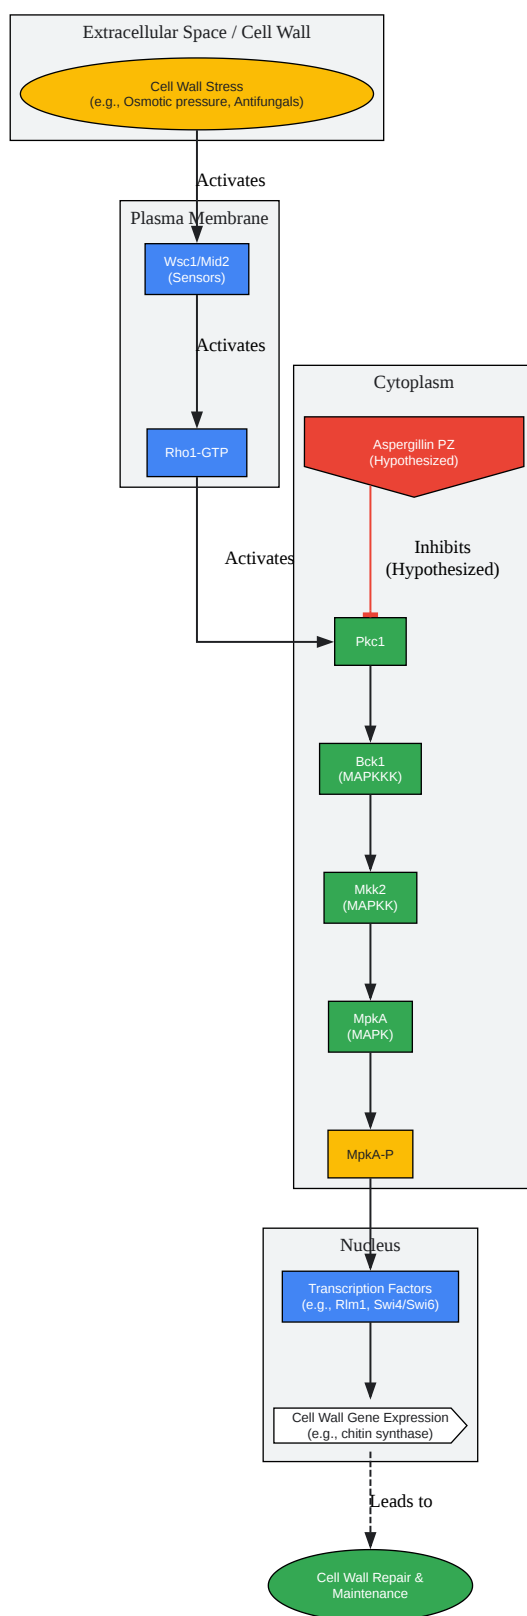 Extracellular Space / Cell Wall
Cell Wall Stress
(e.g., Osmotic pressure, Antifungals)
Activates
Plasma Membrane
Wsc1/Mid2
(Sensors)
Activates
Rho1-GTP
Cytoplasm
Aspergillin PZ
(Hypothesized)
Activates
Inhibits
(Hypothesized)
Pkc1
Bck1
(MAPKKK)
Mkk2
(MAPKK)
MpkA
(MAPK)
MpkA-P
Nucleus
Transcription Factors
(e.g., Rlm1, Swi4/Swi6)
Cell Wall Gene Expression
(e.g., chitin synthase)
Leads to
Cell Wall Repair &
Maintenance